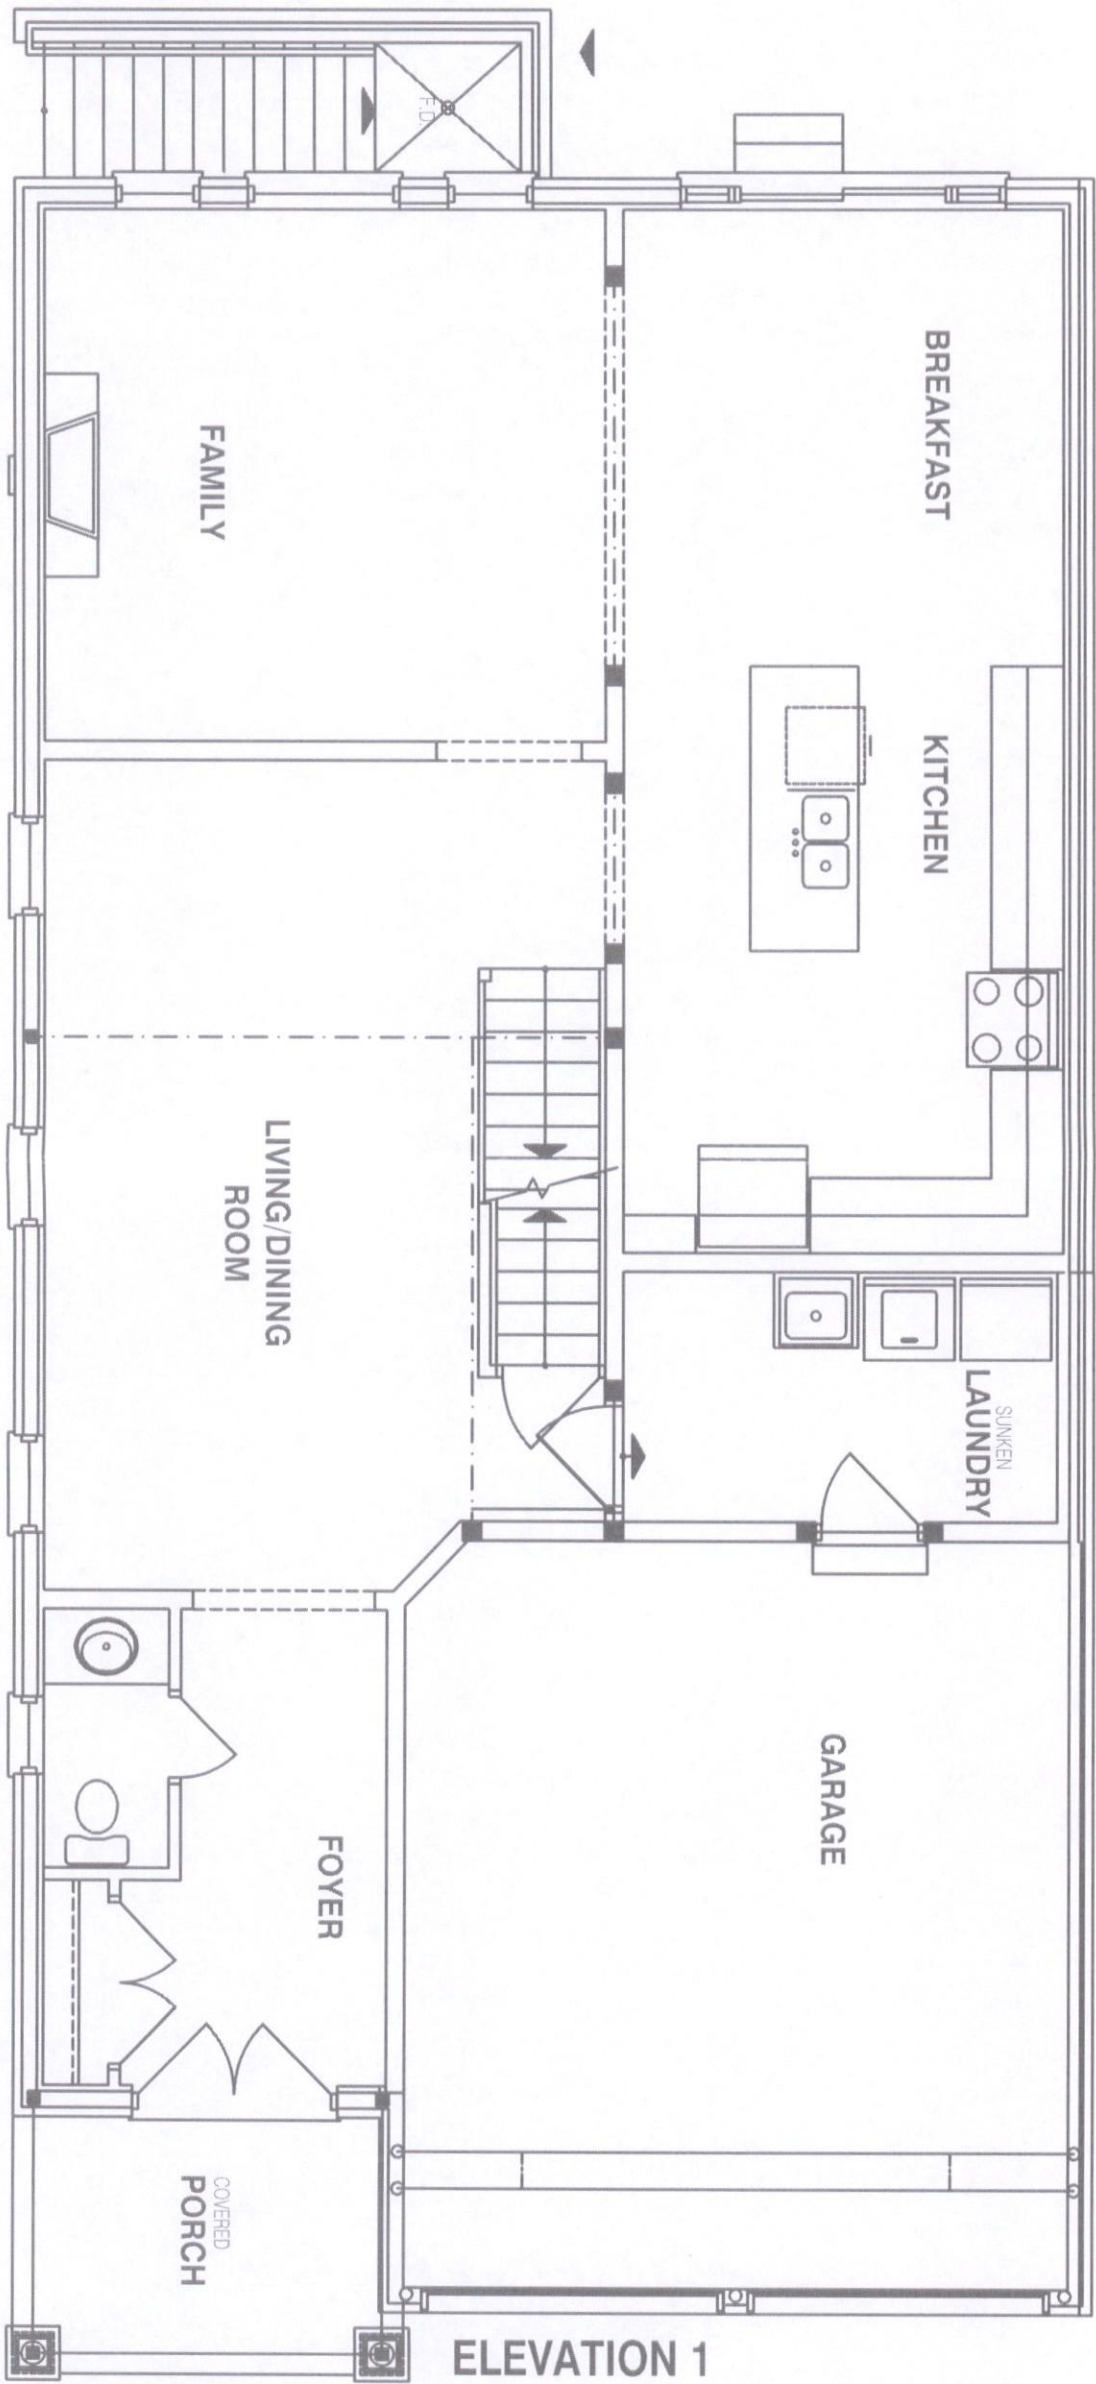 F.D.
BREAKFAST
FAMILY
KITCHEN
LIVING/DINING
ROOM
SUNKEN
LAUNDRY
GARAGE
FOYER
COVERED
PORCH
ELEVATION 1